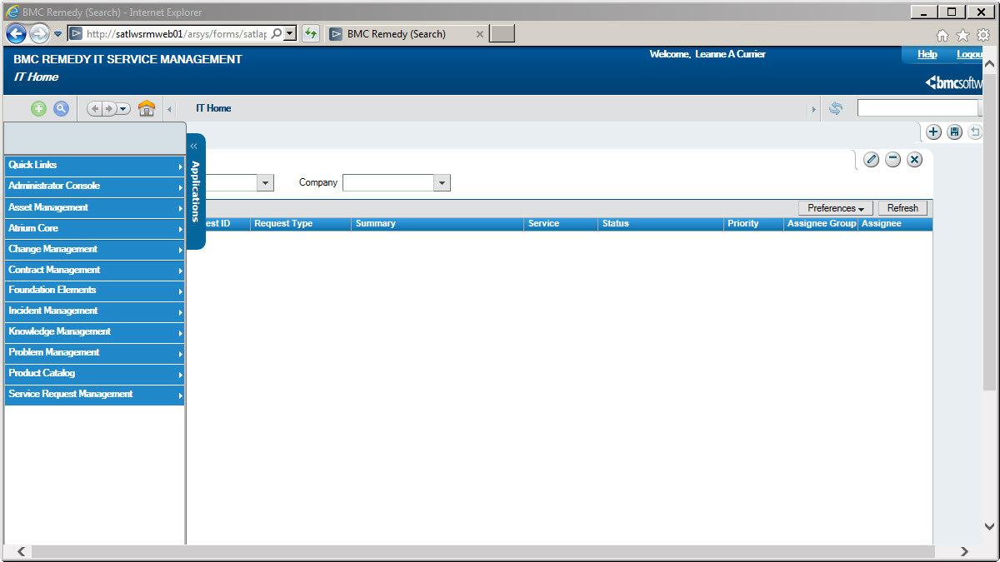 BMC Remedy (Search) - Internet Explorer
http://satlwsrmweb01/arsys/forms/satlap
BMC Remedy (Search)
BMC REMEDY IT SERVICE MANAGEMENT
Welcome, Leanne A Currier
Help
Logou
IT Home
bmcsoftw
IT Home
Applications
Quick Links
Administrator Console
Asset Management
Atrium Core
Change Management
Contract Management
Foundation Elements
Incident Management
Knowledge Management
Problem Management
Product Catalog
Service Request Management
Company
Preferences
Refresh
est ID Request Type Summary Service Status Priority Assignee Group Assignee